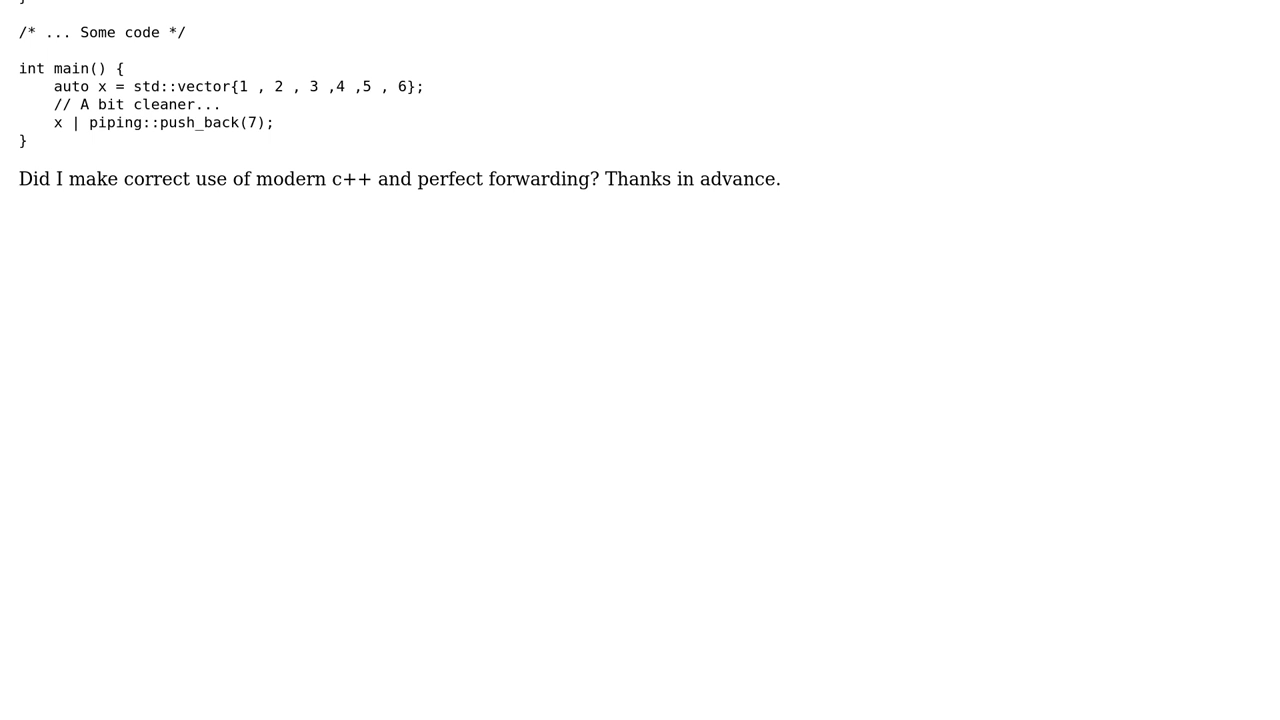 }
/* ... Some code */
int main() {
    auto x = std::vector{1 , 2 , 3 ,4 ,5 , 6};
    // A bit cleaner...
    x | piping::push_back(7);
}
Did I make correct use of modern c++ and perfect forwarding? Thanks in advance.